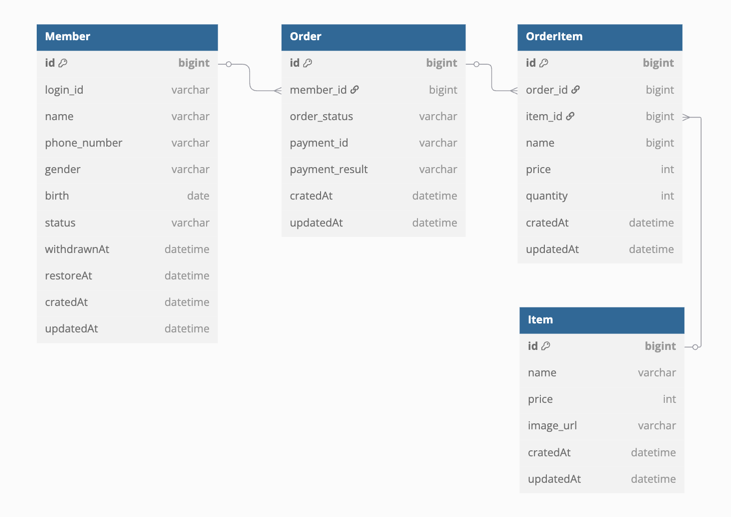 Member
id bigint
login_id varchar
name varchar
phone_number varchar
gender varchar
birth date
status varchar
withdrawnAt datetime
restoreAt datetime
cratedAt datetime
updatedAt datetime
Order
id bigint
member_id bigint
order_status varchar
payment_id varchar
payment_result varchar
cratedAt datetime
updatedAt datetime
OrderItem
id bigint
order_id bigint
item_id bigint
name bigint
price int
quantity int
cratedAt datetime
updatedAt datetime
Item
id bigint
name varchar
price int
image_url varchar
cratedAt datetime
updatedAt datetime